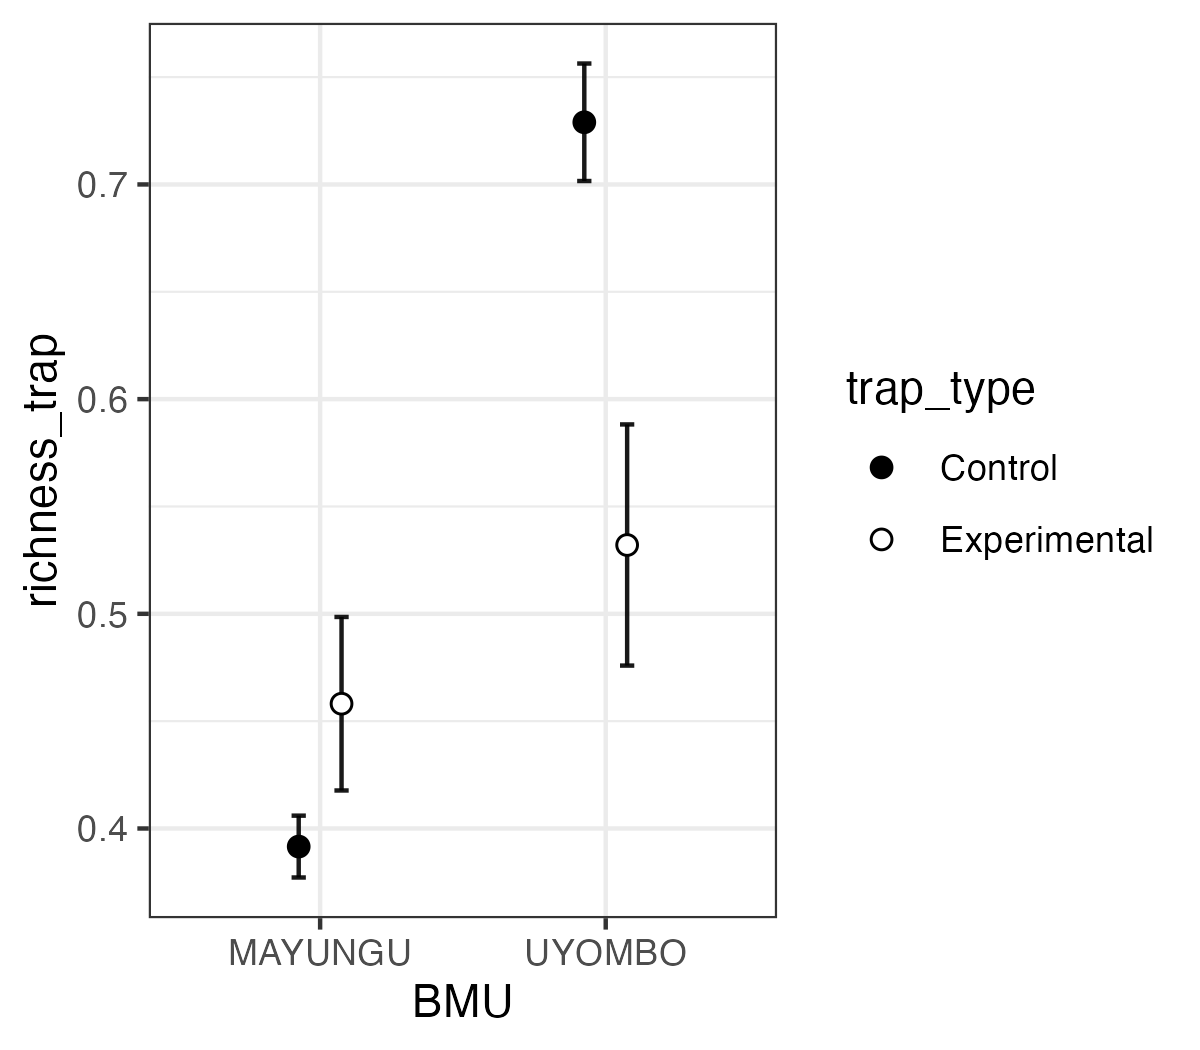 richness_trap
0.7
0.6
0.5
0.4
MAYUNGU
UYOMBO
BMU
trap_type
Control
Experimental